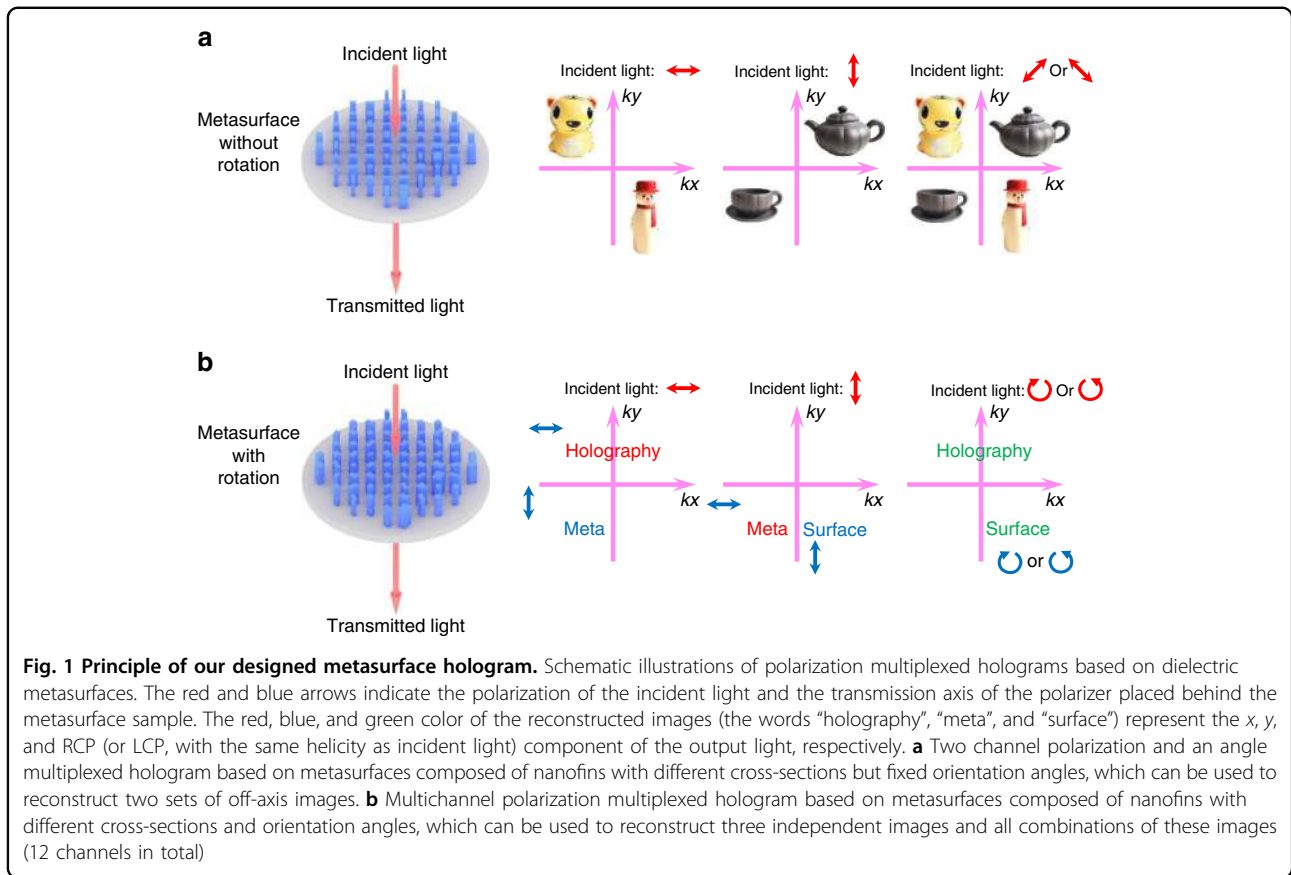 a
Incident light
Metasurface
without
rotation
Transmitted light
Incident light:
ky
kx
Incident light:
ky
kx
Incident light: Or
ky
kx
b
Incident light
Metasurface
with
rotation
Transmitted light
Incident light:
ky
Holography
kx
Meta
Incident light:
ky
kx
Meta Surface
Incident light: Or
ky
Holography
kx
Surface
or
Fig. 1 Principle of our designed metasurface hologram. Schematic illustrations of polarization multiplexed holograms based on dielectric
metasurfaces. The red and blue arrows indicate the polarization of the incident light and the transmission axis of the polarizer placed behind the
metasurface sample. The red, blue, and green color of the reconstructed images (the words “holography”, “meta”, and “surface”) represent the x, y,
and RCP (or LCP, with the same helicity as incident light) component of the output light, respectively. a Two channel polarization and an angle
multiplexed hologram based on metasurfaces composed of nanofins with different cross-sections but fixed orientation angles, which can be used to
reconstruct two sets of off-axis images. b Multichannel polarization multiplexed hologram based on metasurfaces composed of nanofins with
different cross-sections and orientation angles, which can be used to reconstruct three independent images and all combinations of these images
(12 channels in total)